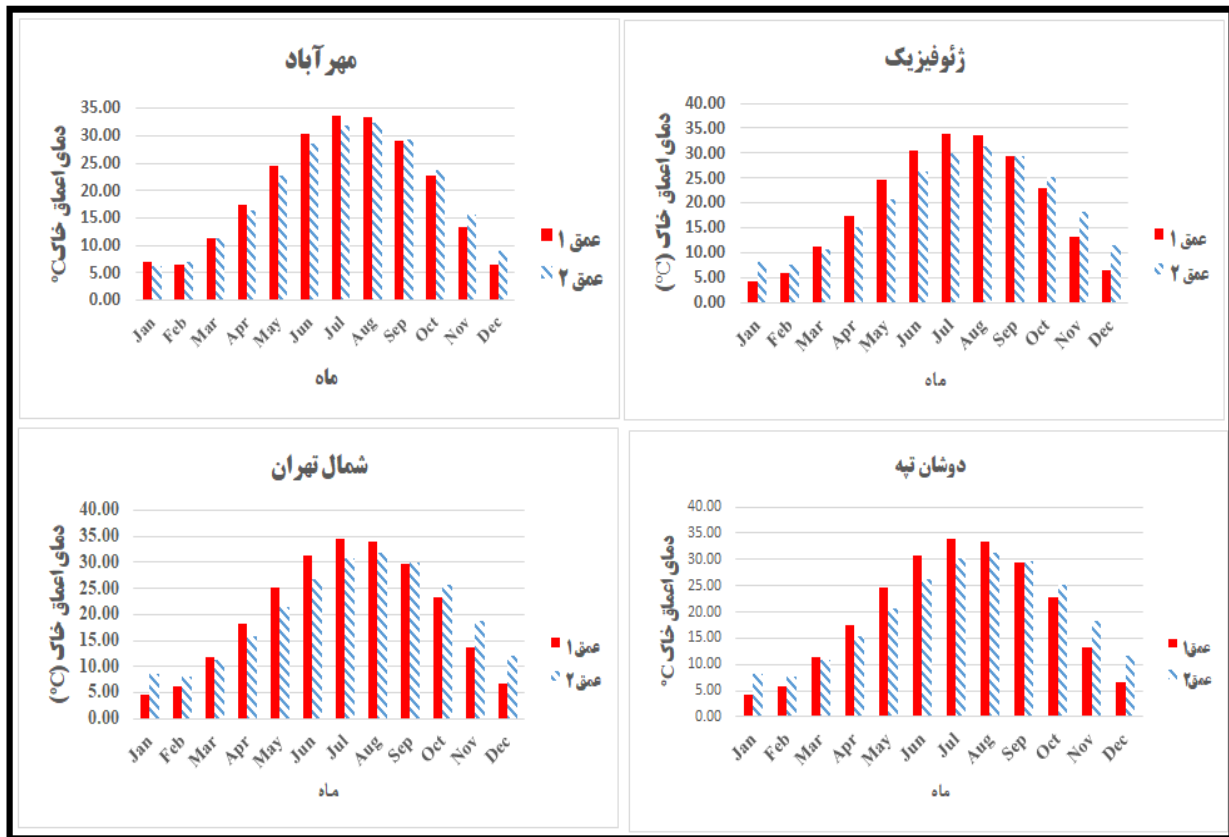 مهرآباد
دمای اعماق خاک°C
35.00
30.00
25.00
20.00
15.00
10.00
5.00
0.00
Jan Feb Mar Apr May Jun Jul Aug Sep Oct Nov Dec
ماه
عمق ۱
عمق ۲
ژئوفیزیک
دمای اعماق خاک (°C)
40.00
35.00
30.00
25.00
20.00
15.00
10.00
5.00
0.00
Jan Feb Mar Apr May Jun Jul Aug Sep Oct Nov Dec
ماه
عمق ۱
عمق ۲
شمال تهران
دمای اعماق خاک (°C)
40.00
35.00
30.00
25.00
20.00
15.00
10.00
5.00
0.00
Jan Feb Mar Apr May Jun Jul Aug Sep Oct Nov Dec
ماه
عمق ۱
عمق ۲
دوشان تپه
دمای اعماق خاک °C
40.00
35.00
30.00
25.00
20.00
15.00
10.00
5.00
0.00
Jan Feb Mar Apr May Jun Jul Aug Sep Oct Nov Dec
ماه
عمق۱
عمق۲